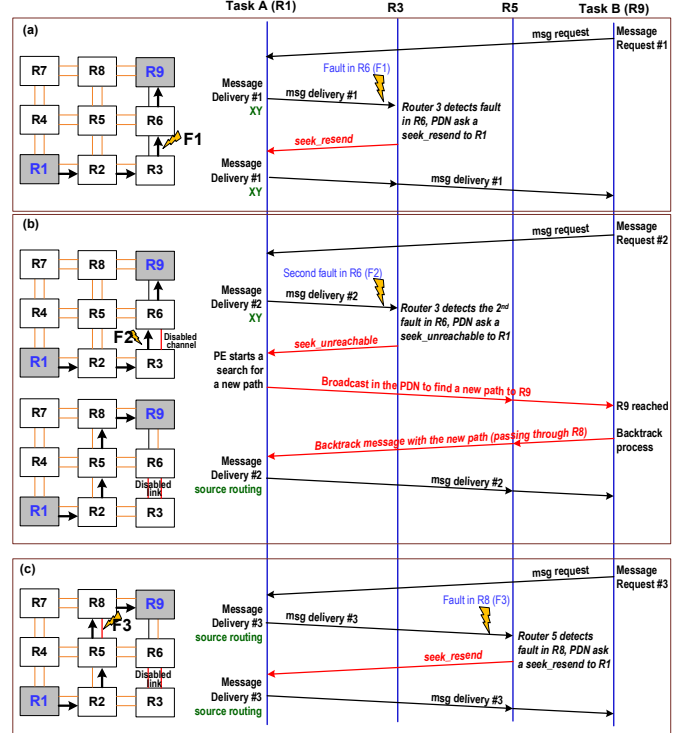 Task A (R1)
R3
R5
Task B (R9)
(a)
R7
R8
R9
R4
R5
R6
F1
R1
R2
R3
msg request
Message
Request #1
Fault in R6 (F1)
Message
Delivery #1
XY
msg delivery #1
Router 3 detects fault
in R6, PDN ask a
seek_resend to R1
seek_resend
Message
Delivery #1
XY
msg delivery #1
(b)
R7
R8
R9
R4
R5
R6
F2
Disabled
channel
R1
R2
R3
R7
R8
R9
R4
R5
R6
Disabled
link
R1
R2
R3
msg request
Message
Request #2
Second fault in R6 (F2)
Message
Delivery #2
XY
msg delivery #2
Router 3 detects the 2nd
fault in R6, PDN ask a
seek_unreachable to R1
seek_unreachable
PE starts a
search for
a new path
Broadcast in the PDN to find a new path to R9
R9 reached
Backtrack message with the new path (passing through R8)
Backtrack
process
Message
Delivery #2
source routing
msg delivery #2
(c)
R7
R8
R9
F3
R4
R5
R6
Disabled
link
R1
R2
R3
msg request
Message
Request #3
Fault in R8 (F3)
Message
Delivery #3
source routing
msg delivery #3
Router 5 detects
fault in R8, PDN ask
a seek_resend to R1
seek_resend
Message
Delivery #3
source routing
msg delivery #3